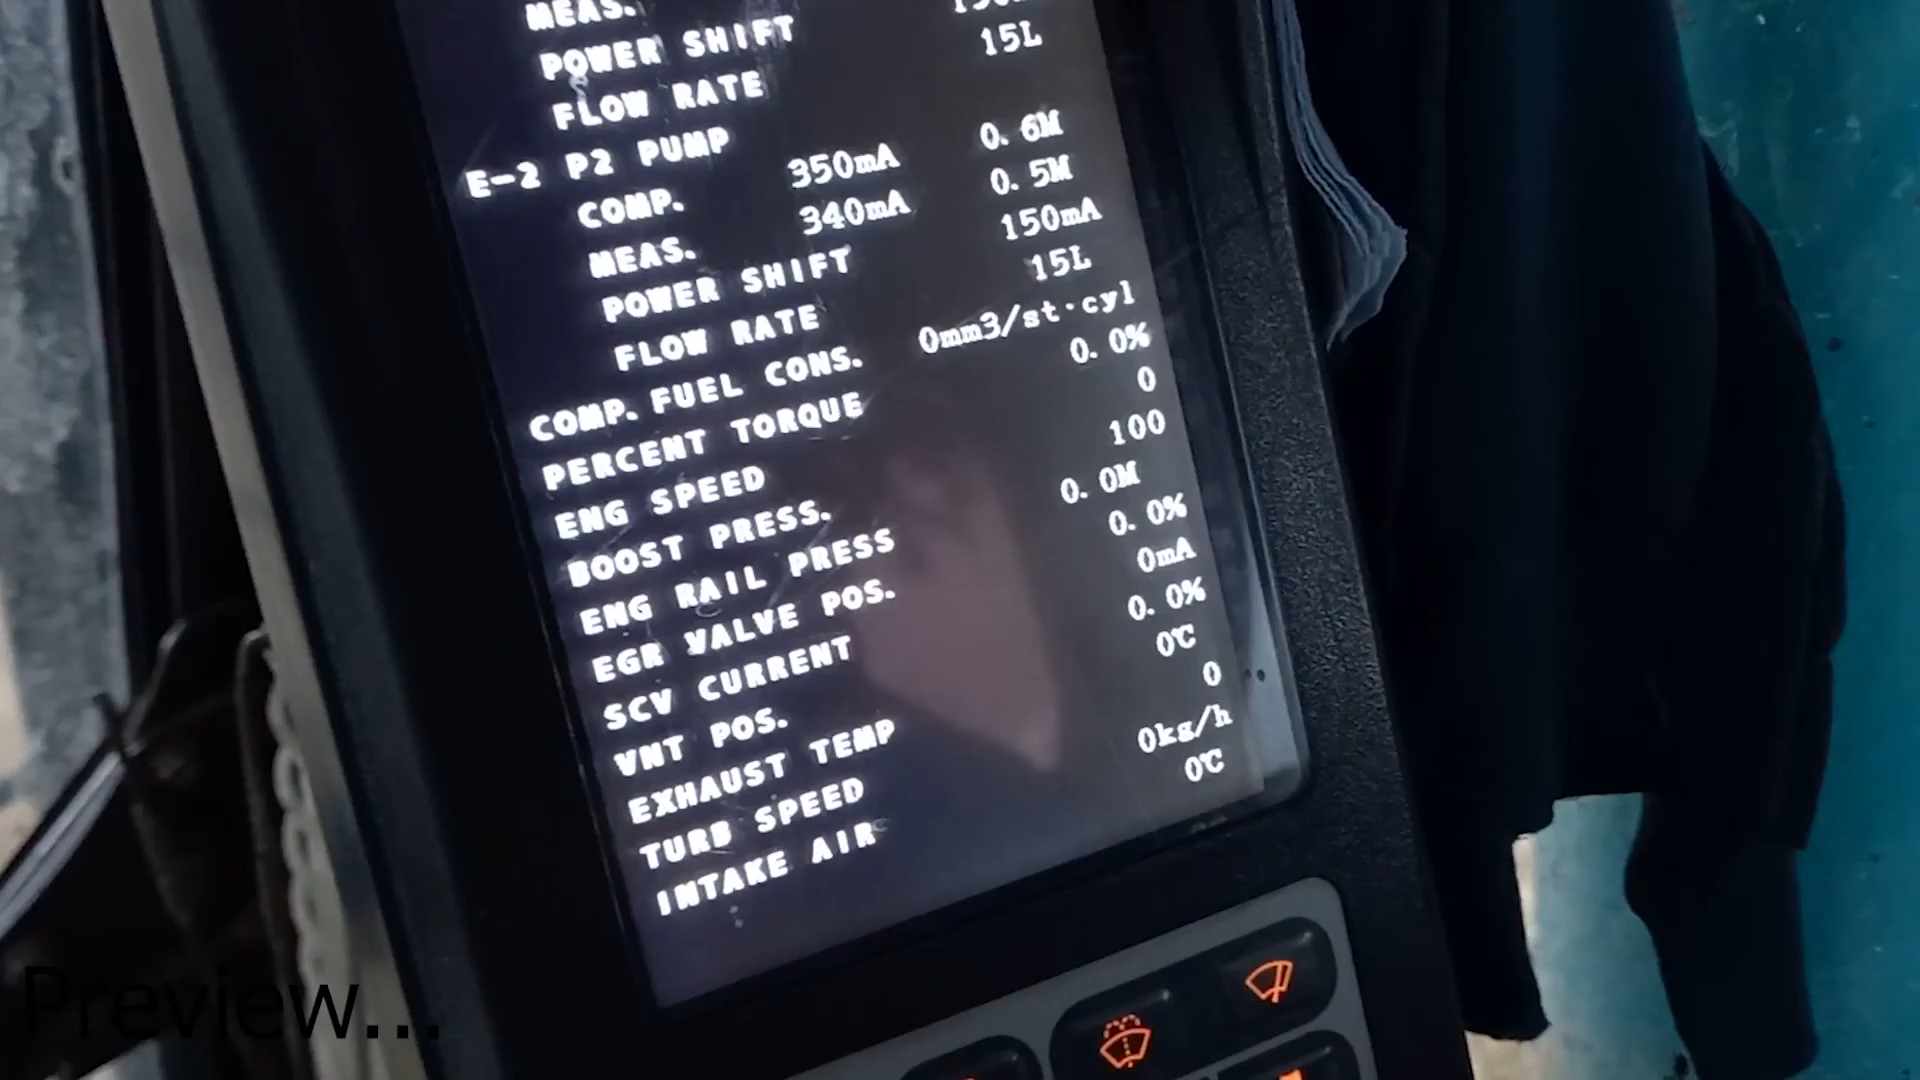 MEAS.
POWER SHIFT
FLOW RATE 15L
E-2 P2 PUMP
COMP. 350mA 0.6M
MEAS. 340mA 0.5M
POWER SHIFT 150mA
FLOW RATE 15L
COMP. FUEL CONS. 0mm3/st·cyl
PERCENT TORQUE 0.0%
ENG SPEED 0
BOOST PRESS. 100
ENG RAIL PRESS 0.0M
EGR VALVE POS. 0.0%
SCV CURRENT 0mA
VNT POS. 0.0%
EXHAUST TEMP 0℃
TURB SPEED 0
INTAKE AIR 0kg/h
0℃
Preview...